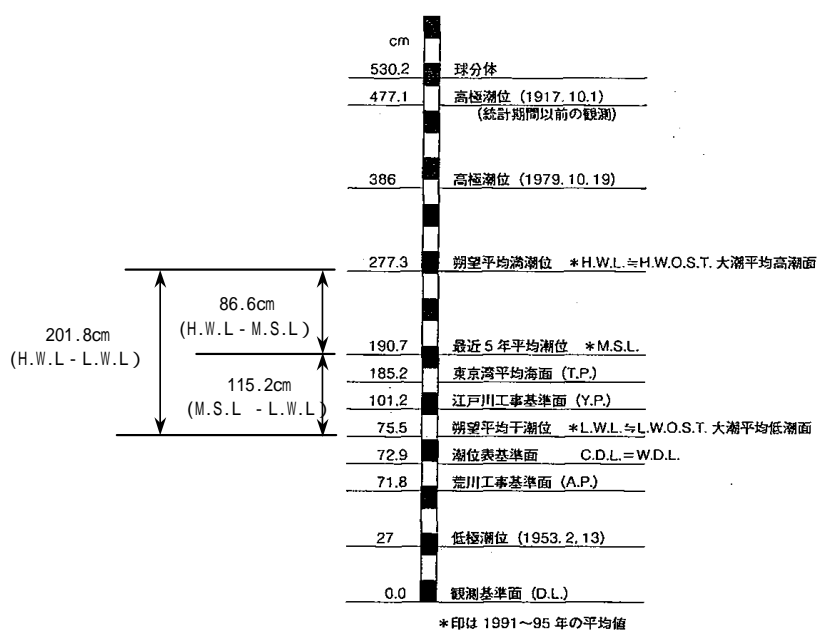 cm
530.2 球分体
477.1 高極潮位 (1917.10.1)
(統計期間以前の観測)
386 高極潮位 (1979.10.19)
277.3 朔望平均満潮位 *H.W.L.≒H.W.O.S.T. 大潮平均高潮面
86.6cm
(H.W.L - M.S.L)
201.8cm
(H.W.L - L.W.L)
190.7 最近5年平均潮位 *M.S.L.
185.2 東京湾平均海面 (T.P.)
115.2cm
(M.S.L - L.W.L)
101.2 江戸川工事基準面 (Y.P.)
75.5 朔望平均干潮位 *L.W.L.≒L.W.O.S.T. 大潮平均低潮面
72.9 潮位表基準面 C.D.L.=W.D.L.
71.8 荒川工事基準面 (A.P.)
27 低極潮位 (1953.2,13)
0.0 観測基準面 (D.L.)
*印は 1991～95 年の平均値